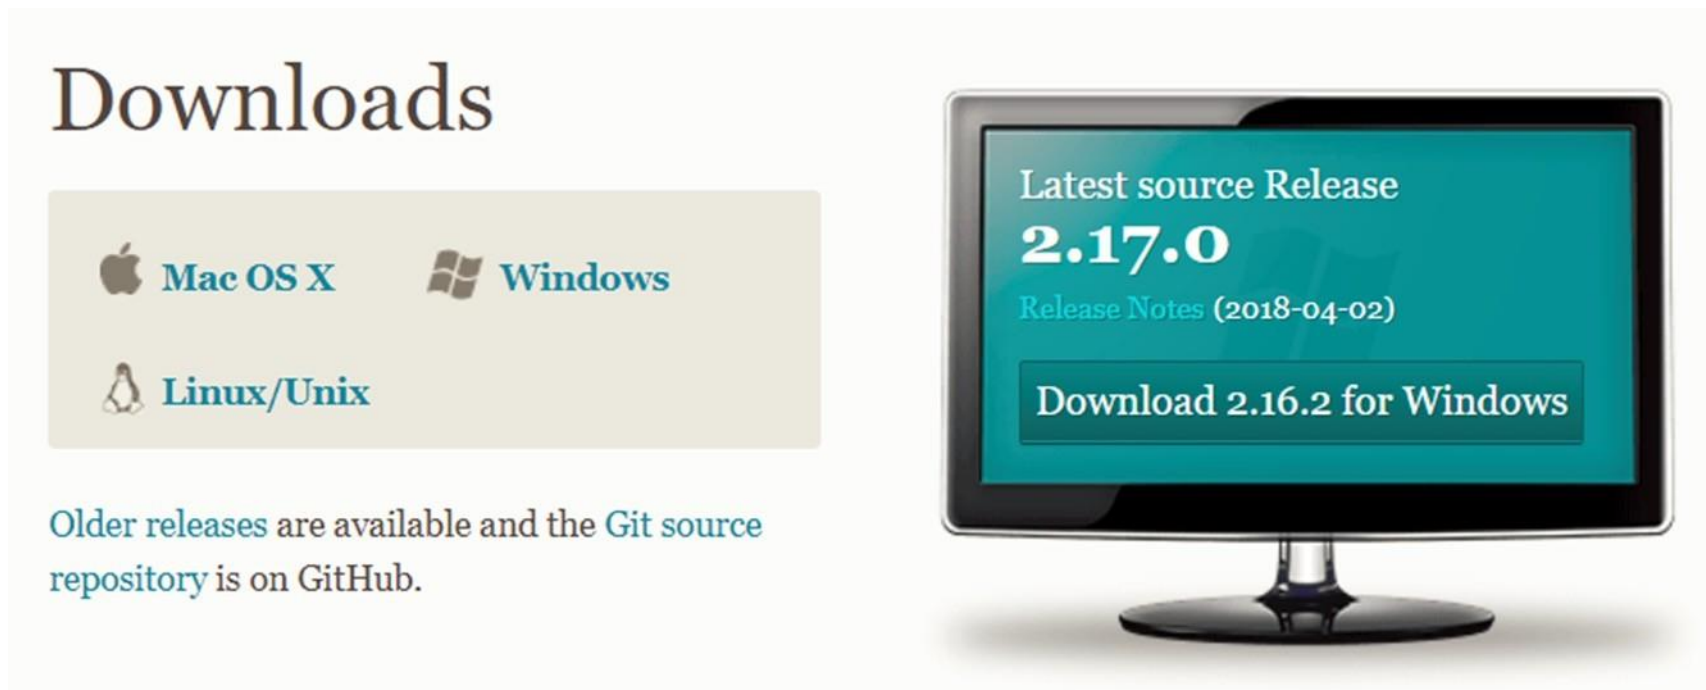 Downloads
Mac OS X
Windows
Linux/Unix
Older releases are available and the Git source
repository is on GitHub.
Latest source Release
2.17.0
Release Notes (2018-04-02)
Download 2.16.2 for Windows